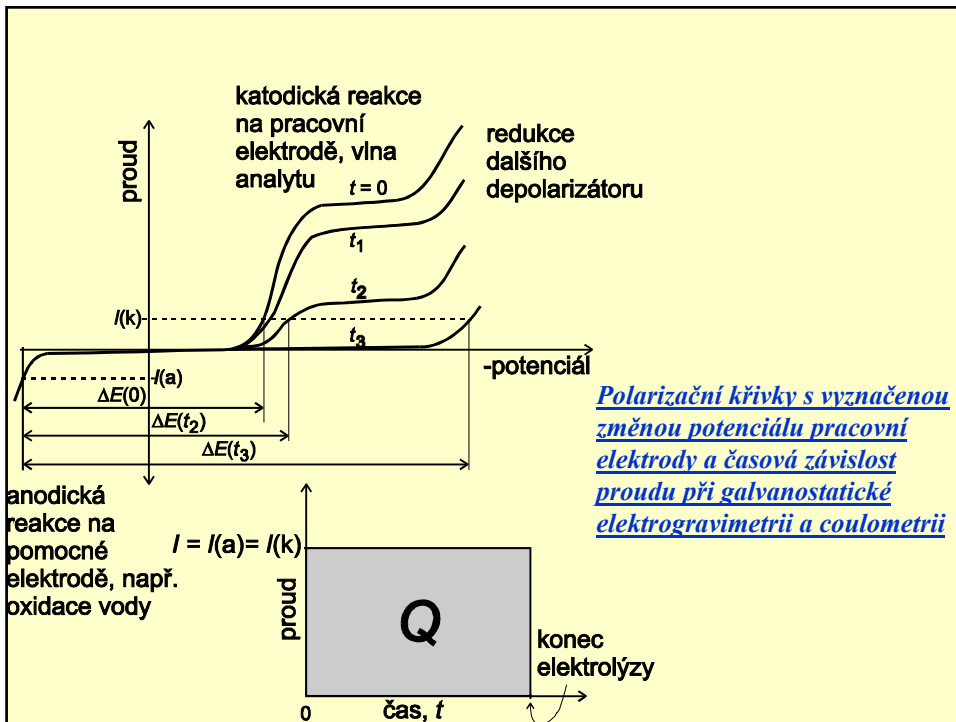 katodická reakce
na pracovní
elektrodě, vlna
analytu
redukce
dalšího
depolarizátoru
proud
t = 0
t1
t2
t3
I(k)
-potenciál
I(a)
ΔE(0)
ΔE(t2)
ΔE(t3)
Polarizační křivky s vyznačenou
změnou potenciálu pracovní
elektrody a časová závislost
proudu při galvanostatické
elektrogravimetrii a coulometrii
anodická
reakce na
pomocné
elektrodě, např.
oxidace vody
I = I(a)= I(k)
proud
Q
konec
elektrolýzy
0
čas, t